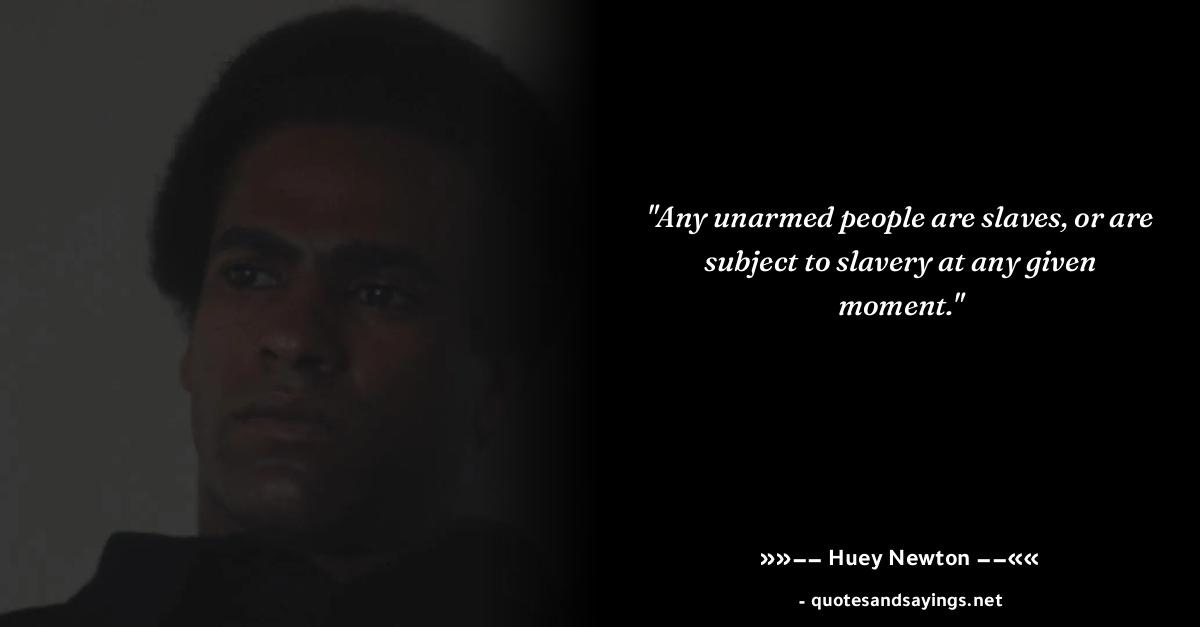 "Any unarmed people are slaves, or are
subject to slavery at any given
moment."
»»–– Huey Newton ––««
- quotesandsayings.net